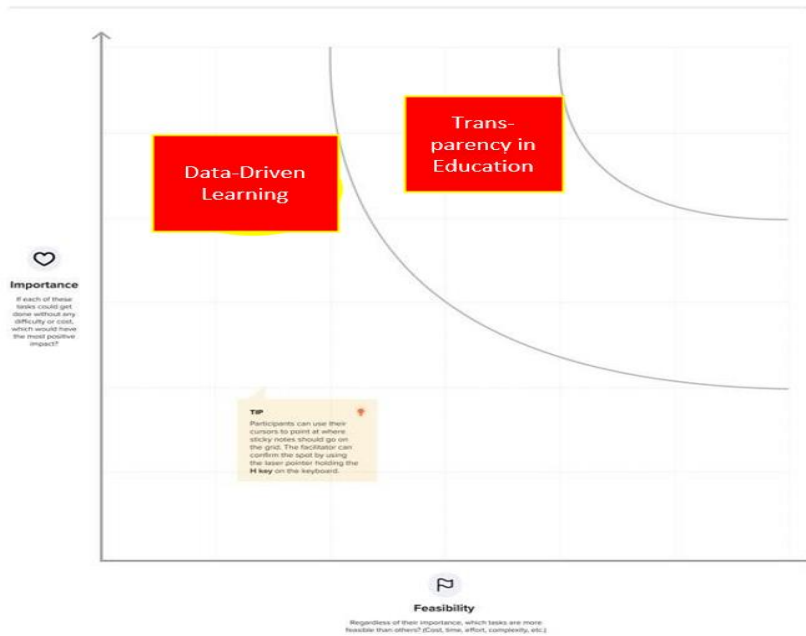 Trans-
parency in
Education
Data-Driven
Learning
Importance
If each of these
tasks could get
done without any
difficulty or cost,
which would have
the most positive
impact?
TIP
Participants can use their
cursors to point at where
sticky notes should go on
the grid. The facilitator can
confirm the spot by using
the laser pointer holding the
H key on the keyboard.
Feasibility
Regardless of their importance, which tasks are more
feasible than others? (Cost, time, effort, complexity, etc.)